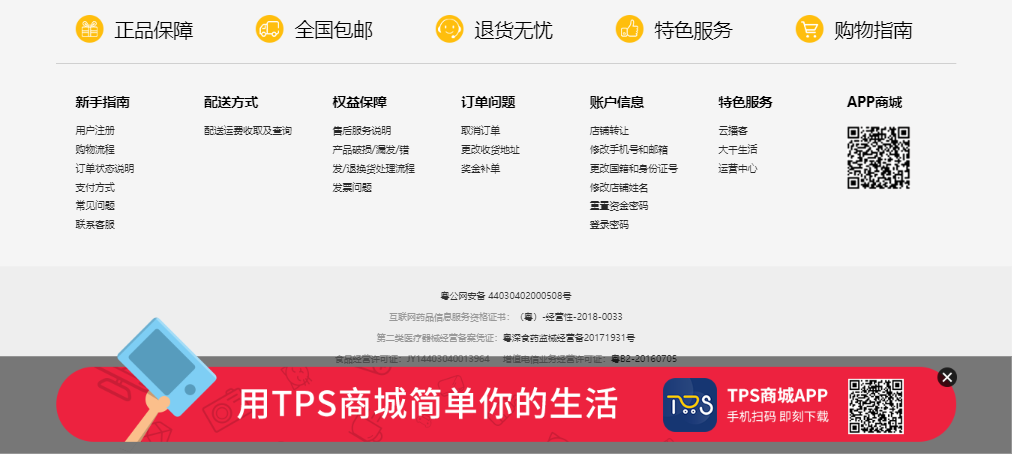 正品保障 全国包邮 退货无忧 特色服务 购物指南
新手指南 配送方式 权益保障 订单问题 账户信息 特色服务 APP商城
用户注册 配送运费收取及查询 售后服务说明 取消订单 店铺转让 云播客
购物流程 产品破损/漏发/错 更改收货地址 修改手机号和邮箱 大干生活
订单状态说明 发/退换货处理流程 奖金补单 更改国籍和身份证号 运营中心
支付方式 发票问题 修改店铺姓名
常见问题 重置资金密码
联系客服 登录密码
粤公网安备 44030402000508号
互联网药品信息服务资格证书：（粤）-经营性-2018-0033
第二类医疗器械经营备案凭证：粤深食药监械经营备20171931号
食品经营许可证：JY14403040013964 增值电信业务经营许可证：粤B2-20160705
用TPS商城简单你的生活
TPS
TPS商城APP
手机扫码 即刻下载